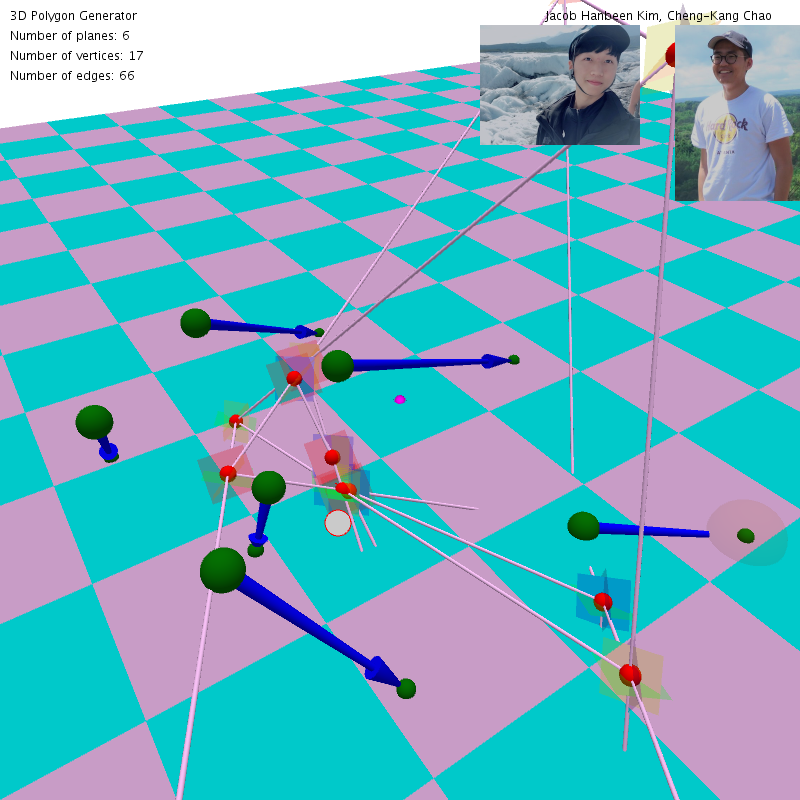 3D Polygon Generator
Jacob Hanbeen Kim, Cheng-Kang Chao
Number of planes: 6
Number of vertices: 17
Number of edges: 66